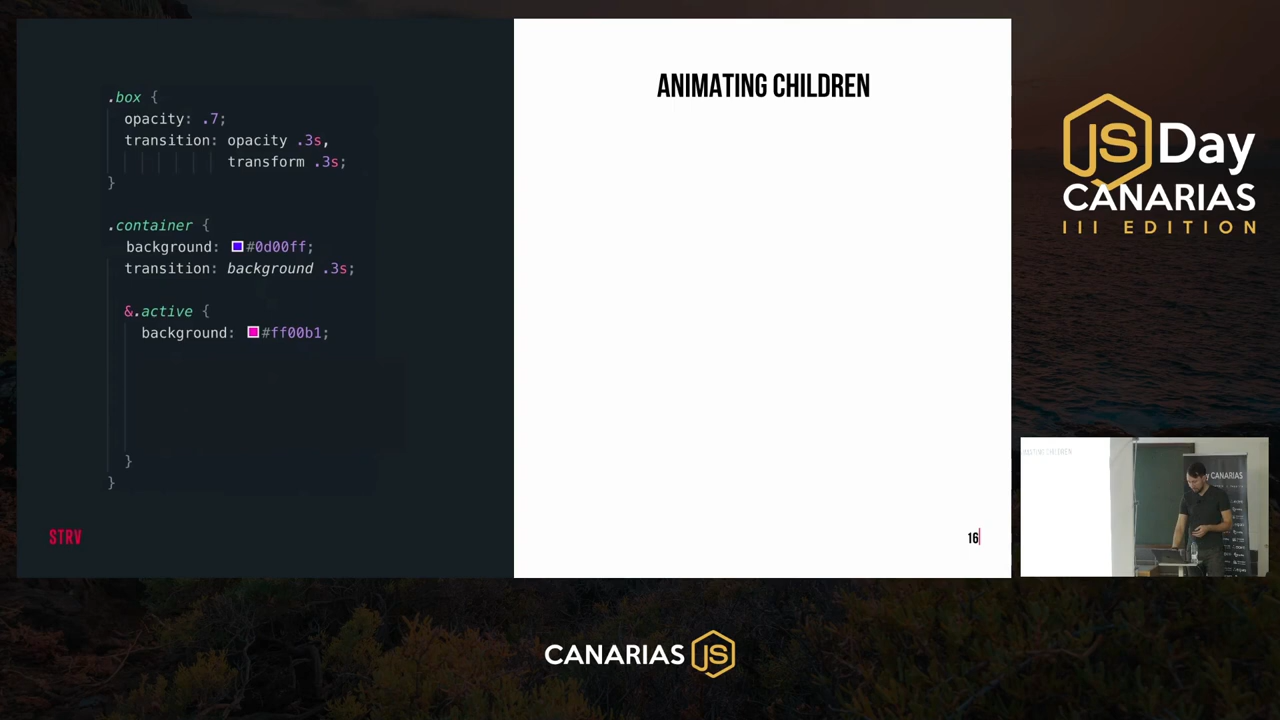 .box {
opacity: .7;
transition: opacity .3s,
transform .3s;
}
.container {
background: #0d00ff;
transition: background .3s;
&.active {
background: #ff00b1;
}
}
STRV
ANIMATING CHILDREN
16
JS Day
CANARIAS
III EDITION
CANARIAS
CANARIAS JS